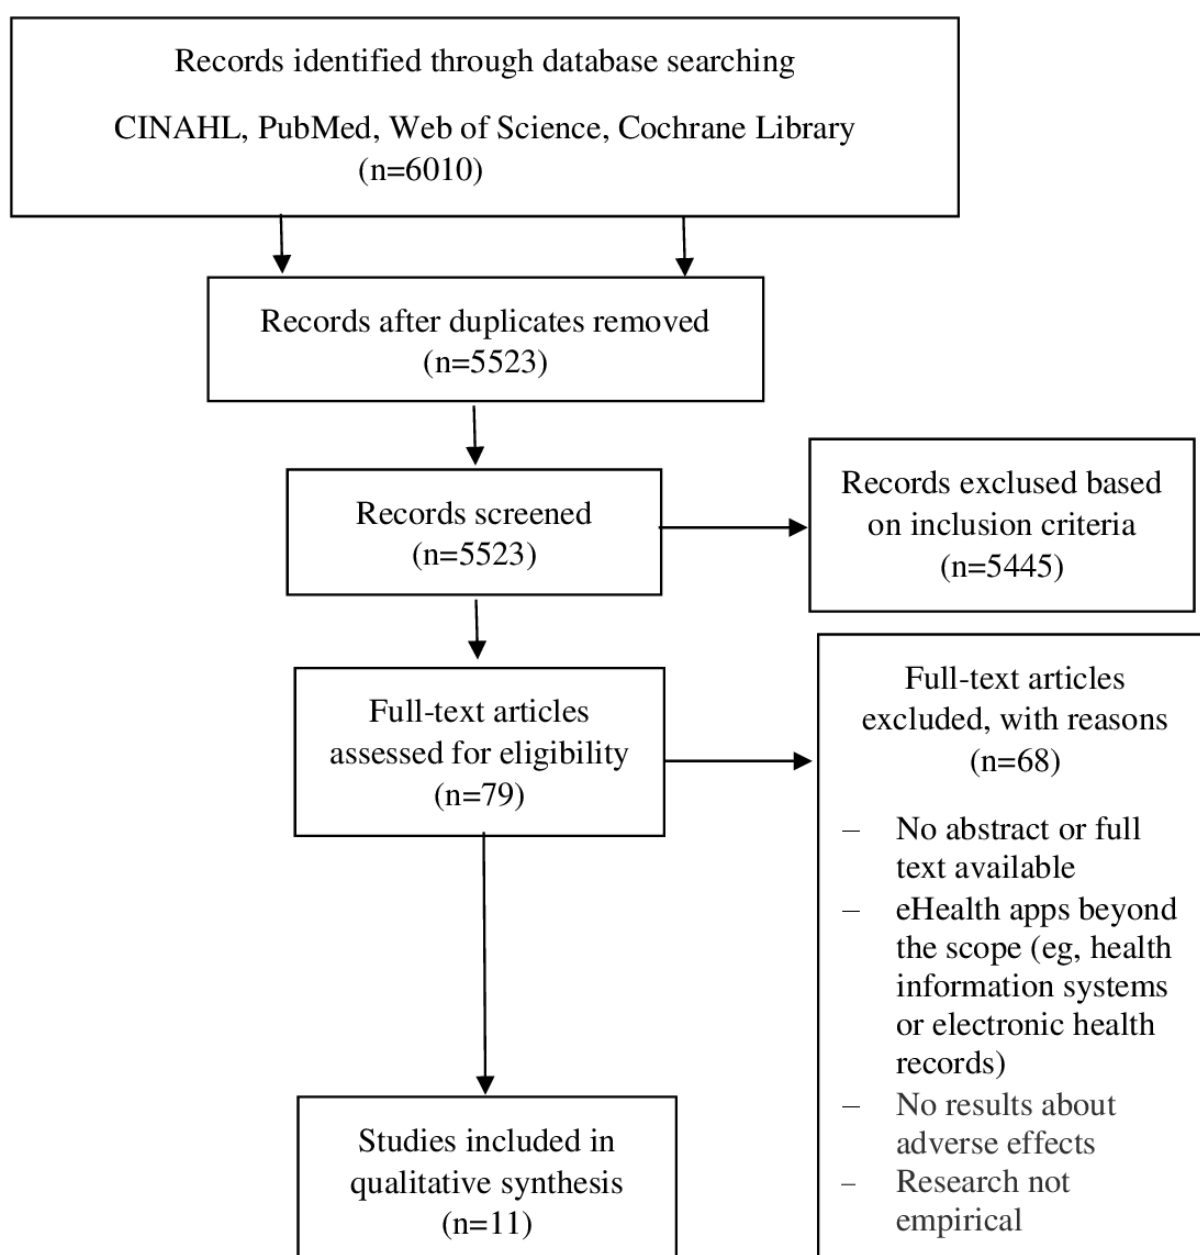 Records identified through database searching
CINAHL, PubMed, Web of Science, Cochrane Library
(n=6010)
Records after duplicates removed
(n=5523)
Records screened
(n=5523)
Records exclused based
on inclusion criteria
(n=5445)
Full-text articles
assessed for eligibility
(n=79)
Full-text articles
excluded, with reasons
(n=68)
– No abstract or full
text available
– eHealth apps beyond
the scope (eg, health
information systems
or electronic health
records)
– No results about
adverse effects
– Research not
empirical
Studies included in
qualitative synthesis
(n=11)